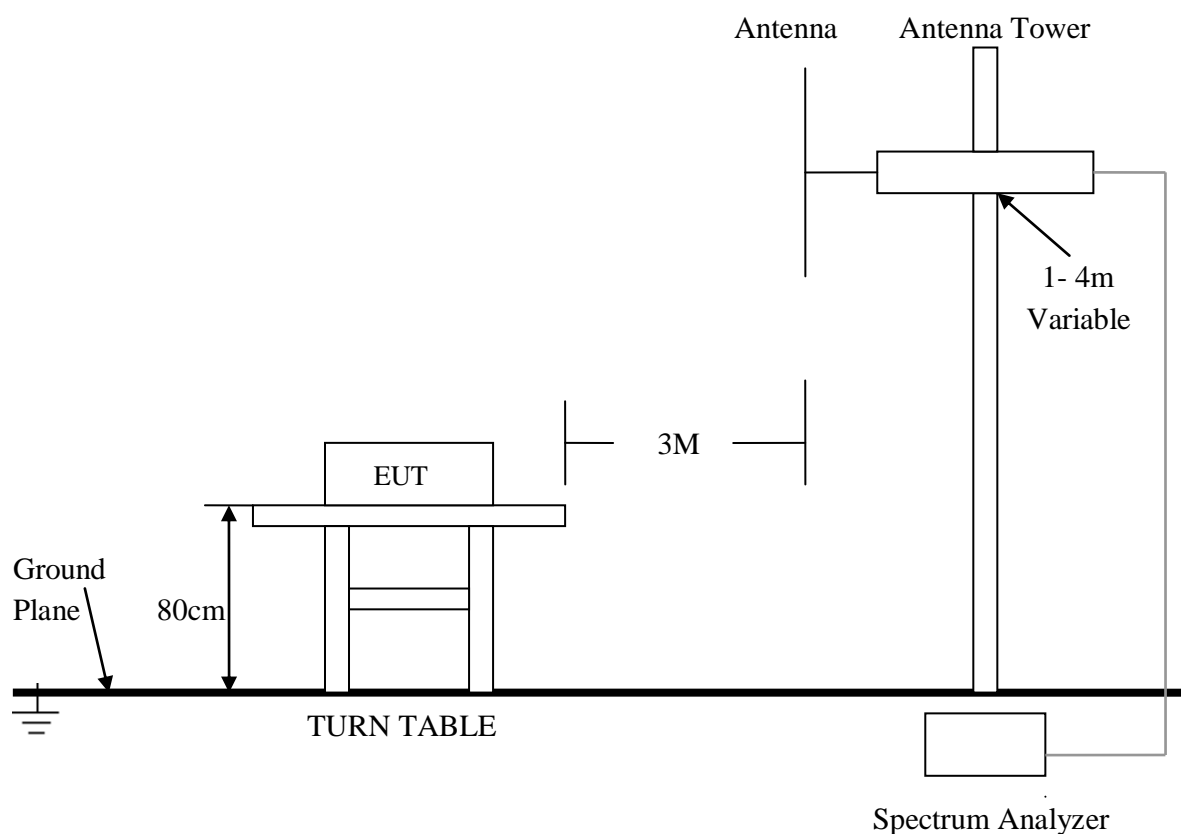 Antenna
Antenna Tower
1- 4m
Variable
3M
EUT
Ground
Plane
80cm
TURN TABLE
Spectrum Analyzer